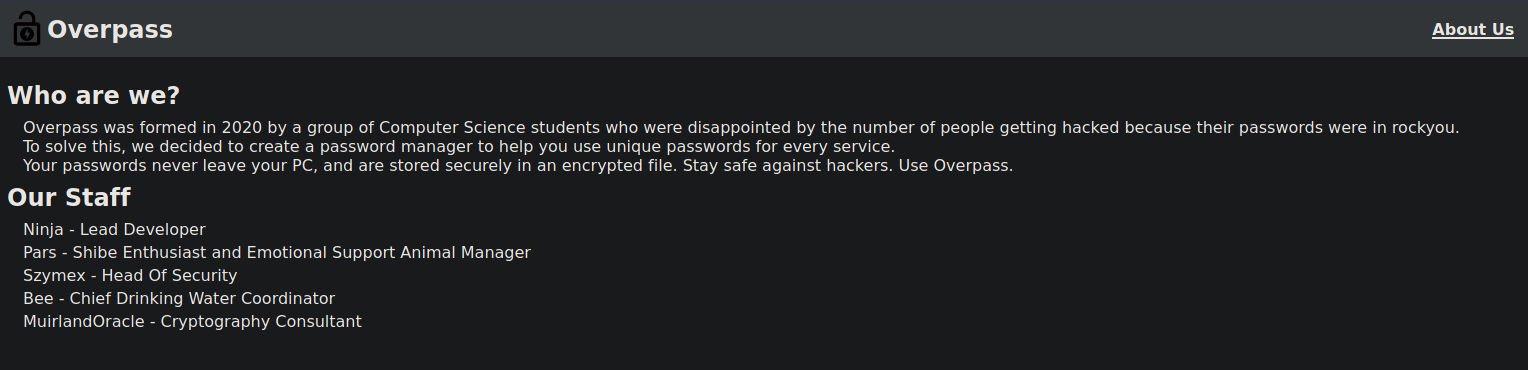 Overpass
About Us
Who are we?
Overpass was formed in 2020 by a group of Computer Science students who were disappointed by the number of people getting hacked because their passwords were in rockyou.
To solve this, we decided to create a password manager to help you use unique passwords for every service.
Your passwords never leave your PC, and are stored securely in an encrypted file. Stay safe against hackers. Use Overpass.
Our Staff
Ninja - Lead Developer
Pars - Shibe Enthusiast and Emotional Support Animal Manager
Szymex - Head Of Security
Bee - Chief Drinking Water Coordinator
MuirlandOracle - Cryptography Consultant